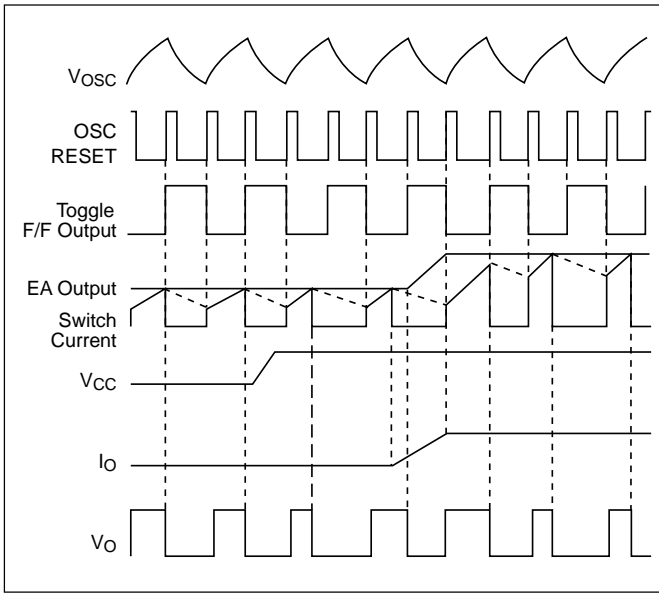 VOSC
OSC
RESET
Toggle
F/F Output
EA Output
Switch
Current
VCC
IO
VO